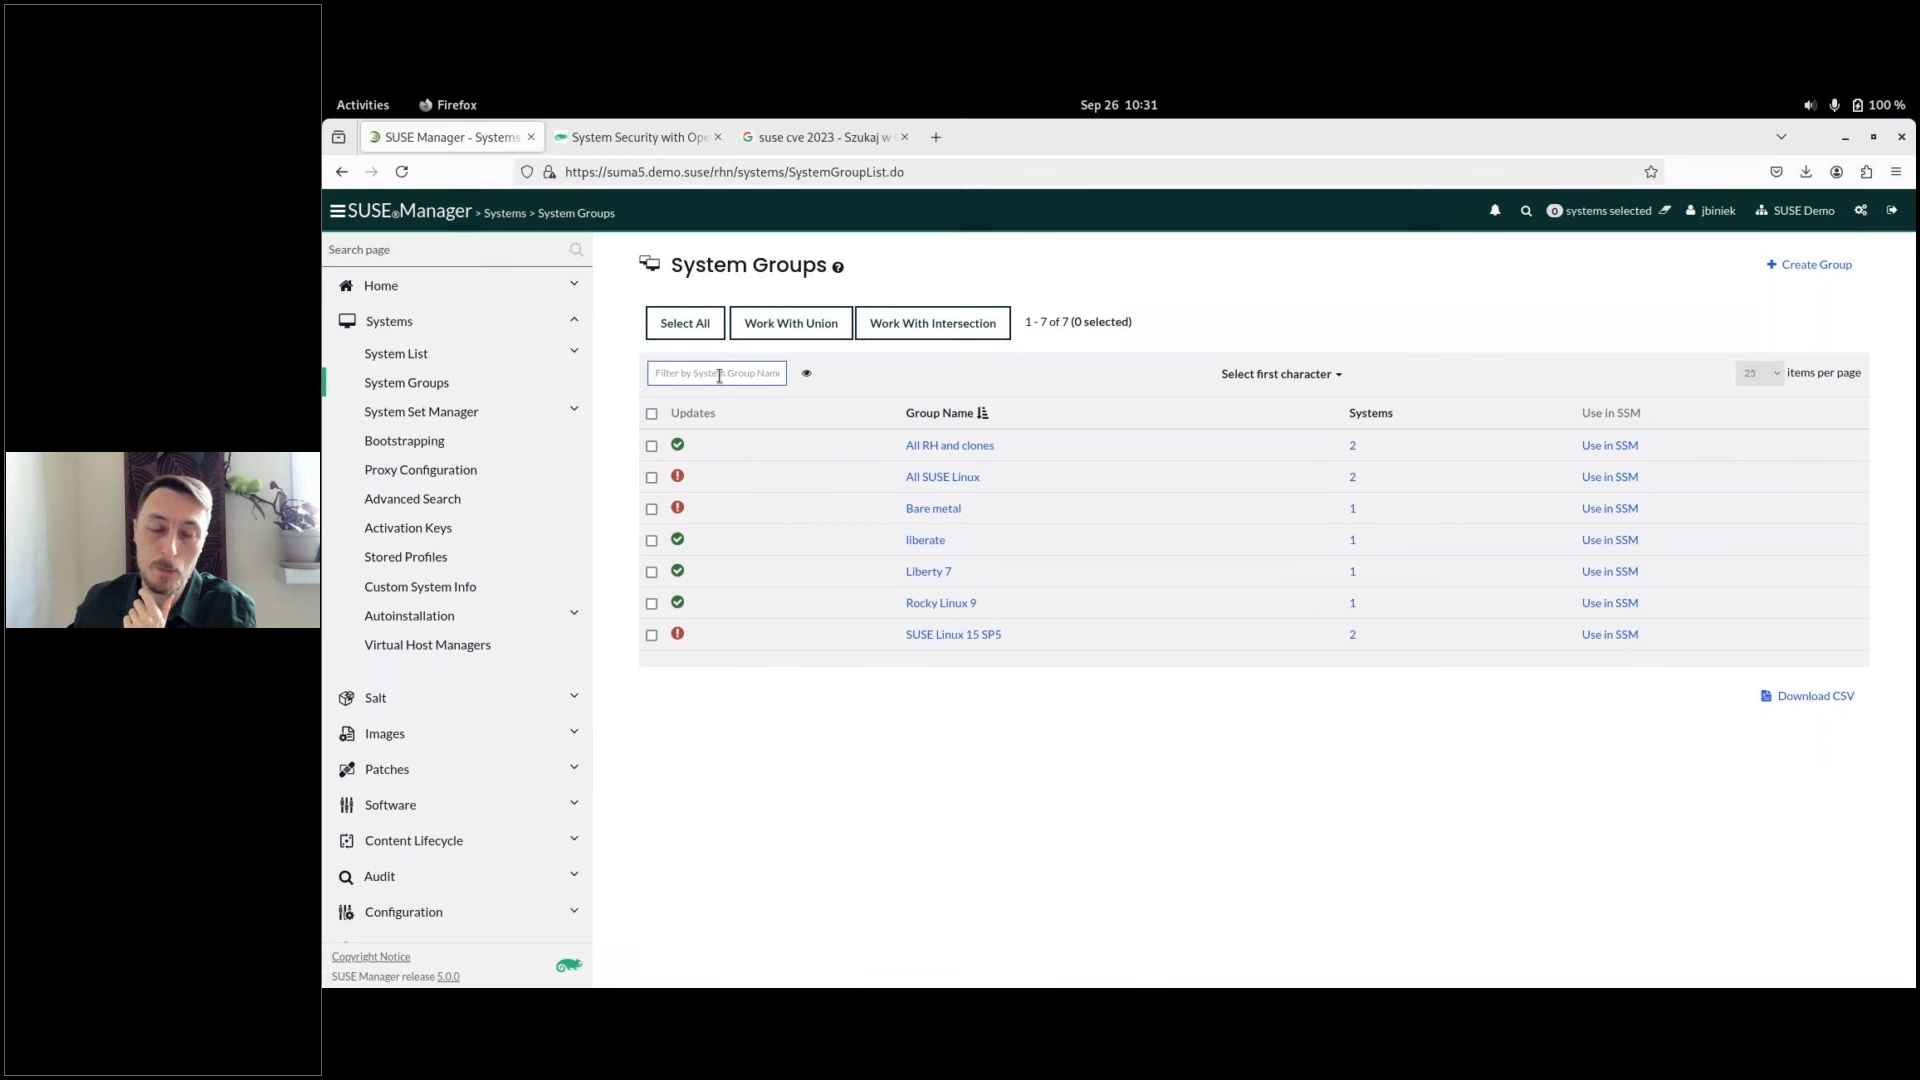 Activities Firefox Sep 26 10:31 100 %
SUSE Manager - Systems System Security with Ope suse cve 2023 - Szukaj w
https://suma5.demo.suse/rhn/systems/SystemGroupList.do
SUSE®Manager > Systems > System Groups 0 systems selected jbiniek SUSE Demo
Search page
Home
Systems
System List
System Groups
System Set Manager
Bootstrapping
Proxy Configuration
Advanced Search
Activation Keys
Stored Profiles
Custom System Info
Autoinstallation
Virtual Host Managers
Salt
Images
Patches
Software
Content Lifecycle
Audit
Configuration
Copyright Notice
SUSE Manager release 5.0.0
System Groups ? + Create Group
Select All Work With Union Work With Intersection 1 - 7 of 7 (0 selected)
Filter by System Group Name Select first character 25 items per page
Updates Group Name Systems Use in SSM
All RH and clones 2 Use in SSM
All SUSE Linux 2 Use in SSM
Bare metal 1 Use in SSM
liberate 1 Use in SSM
Liberty 7 1 Use in SSM
Rocky Linux 9 1 Use in SSM
SUSE Linux 15 SP5 2 Use in SSM
Download CSV